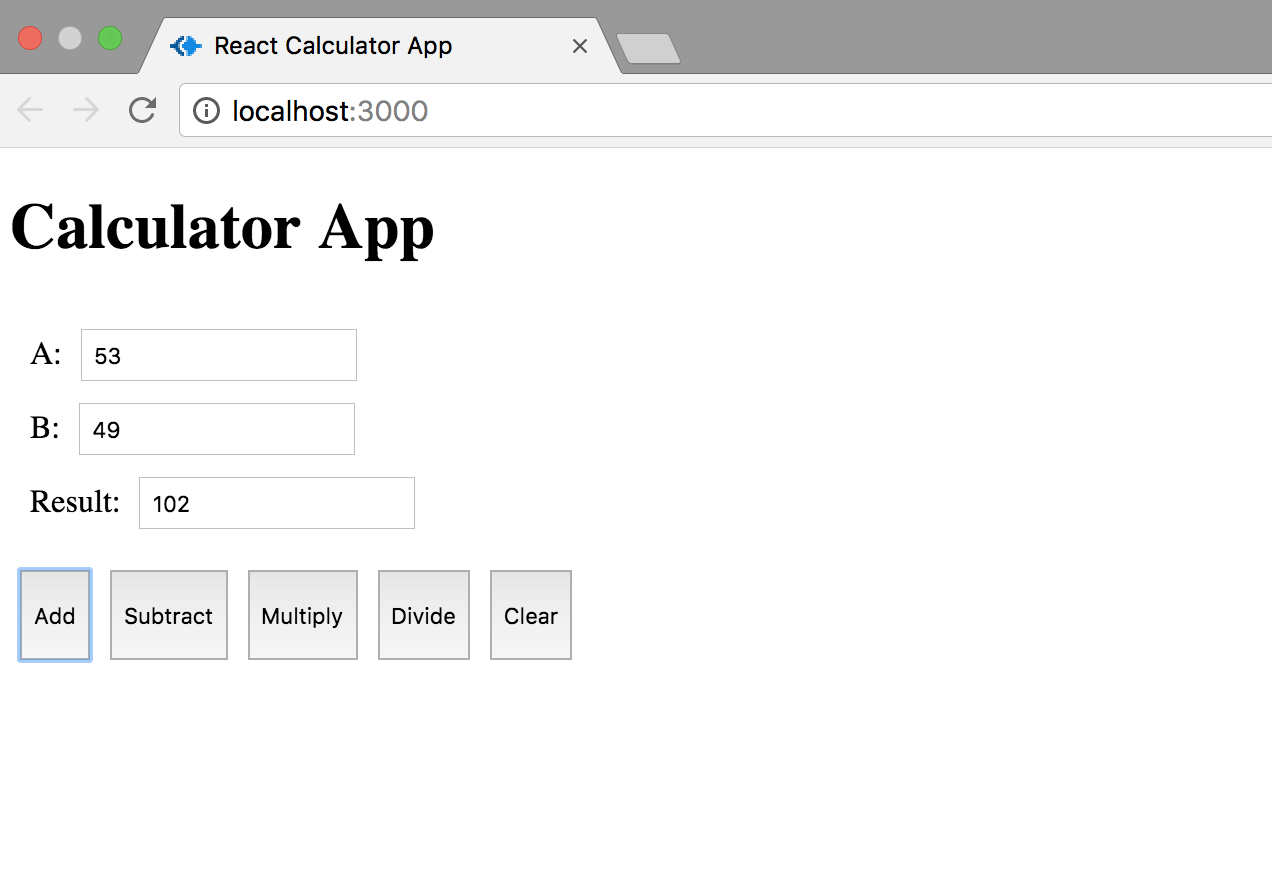 React Calculator App
localhost:3000
Calculator App
A: 53
B: 49
Result: 102
Add Subtract Multiply Divide Clear